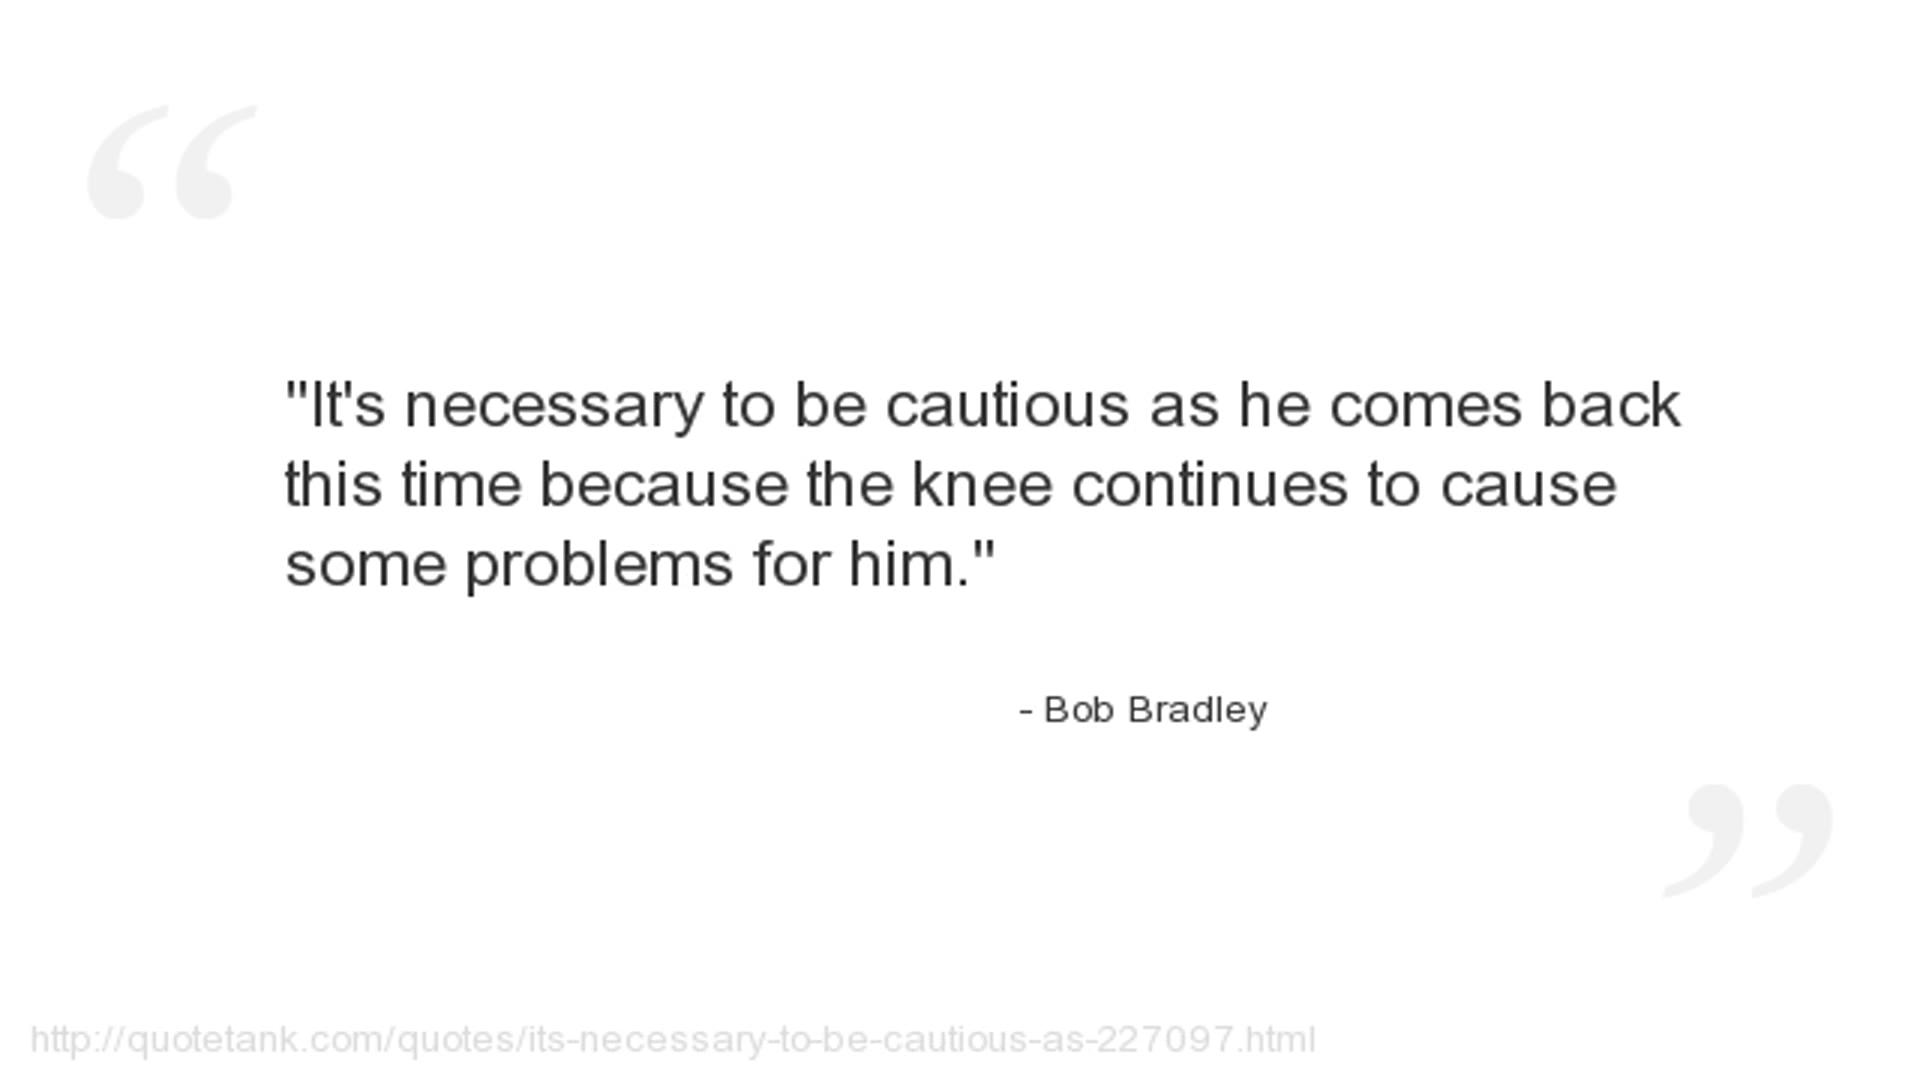 "It's necessary to be cautious as he comes back
this time because the knee continues to cause
some problems for him."
- Bob Bradley
http://quotetank.com/quotes/its-necessary-to-be-cautious-as-227097.html